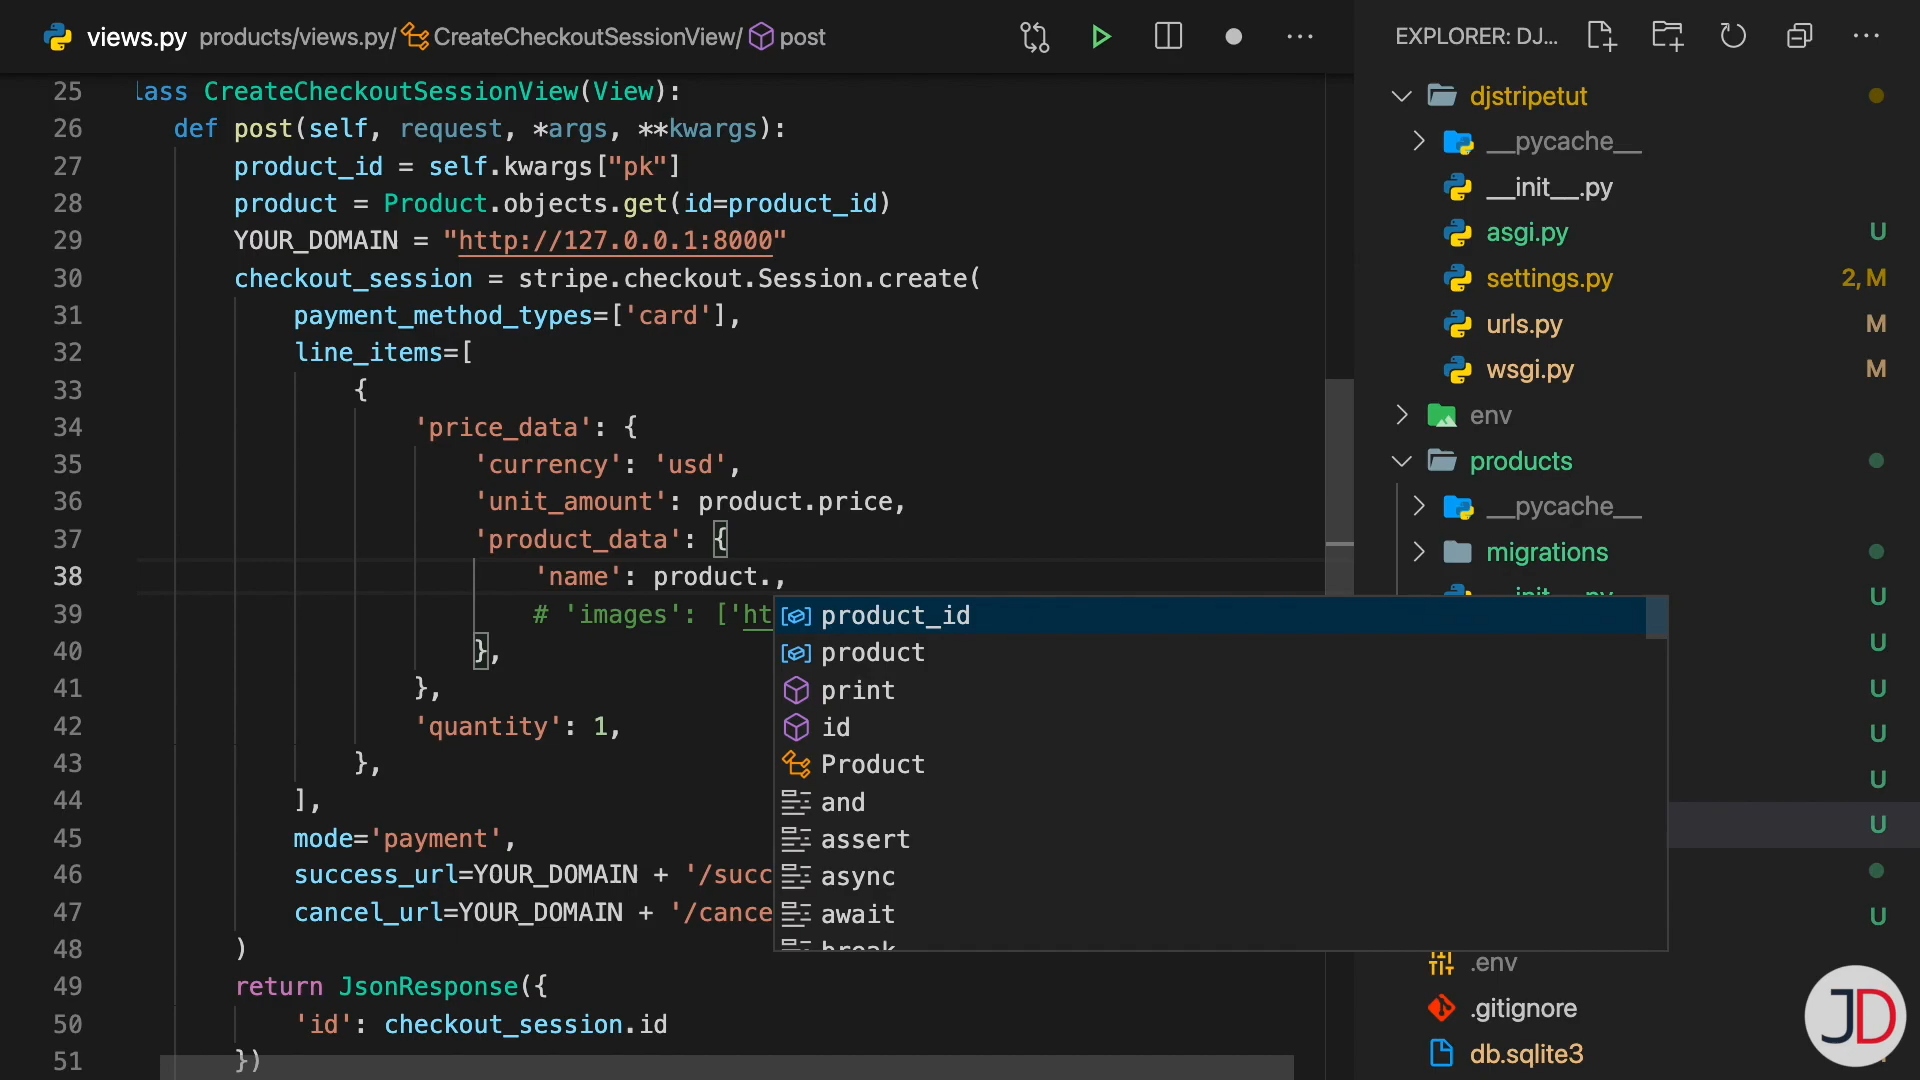 views.py products/views.py/ CreateCheckoutSessionView/ post
25 lass CreateCheckoutSessionView(View):
26 def post(self, request, *args, **kwargs):
27 product_id = self.kwargs["pk"]
28 product = Product.objects.get(id=product_id)
29 YOUR_DOMAIN = "http://127.0.0.1:8000"
30 checkout_session = stripe.checkout.Session.create(
31 payment_method_types=['card'],
32 line_items=[
33 {
34 'price_data': {
35 'currency': 'usd',
36 'unit_amount': product.price,
37 'product_data': {
38 'name': product.,
39 # 'images': ['ht
40 },
41 },
42 'quantity': 1,
43 },
44 ],
45 mode='payment',
46 success_url=YOUR_DOMAIN + '/succ
47 cancel_url=YOUR_DOMAIN + '/cance
48 )
49 return JsonResponse({
50 'id': checkout_session.id
51 })
product_id
product
print
id
Product
and
assert
async
await
break
EXPLORER: DJ...
djstripetut
__pycache__
__init__.py
asgi.py U
settings.py 2, M
urls.py M
wsgi.py M
env
products
__pycache__
migrations
__init__.py U
U
U
U
U
U
U
.env
.gitignore
db.sqlite3
JD